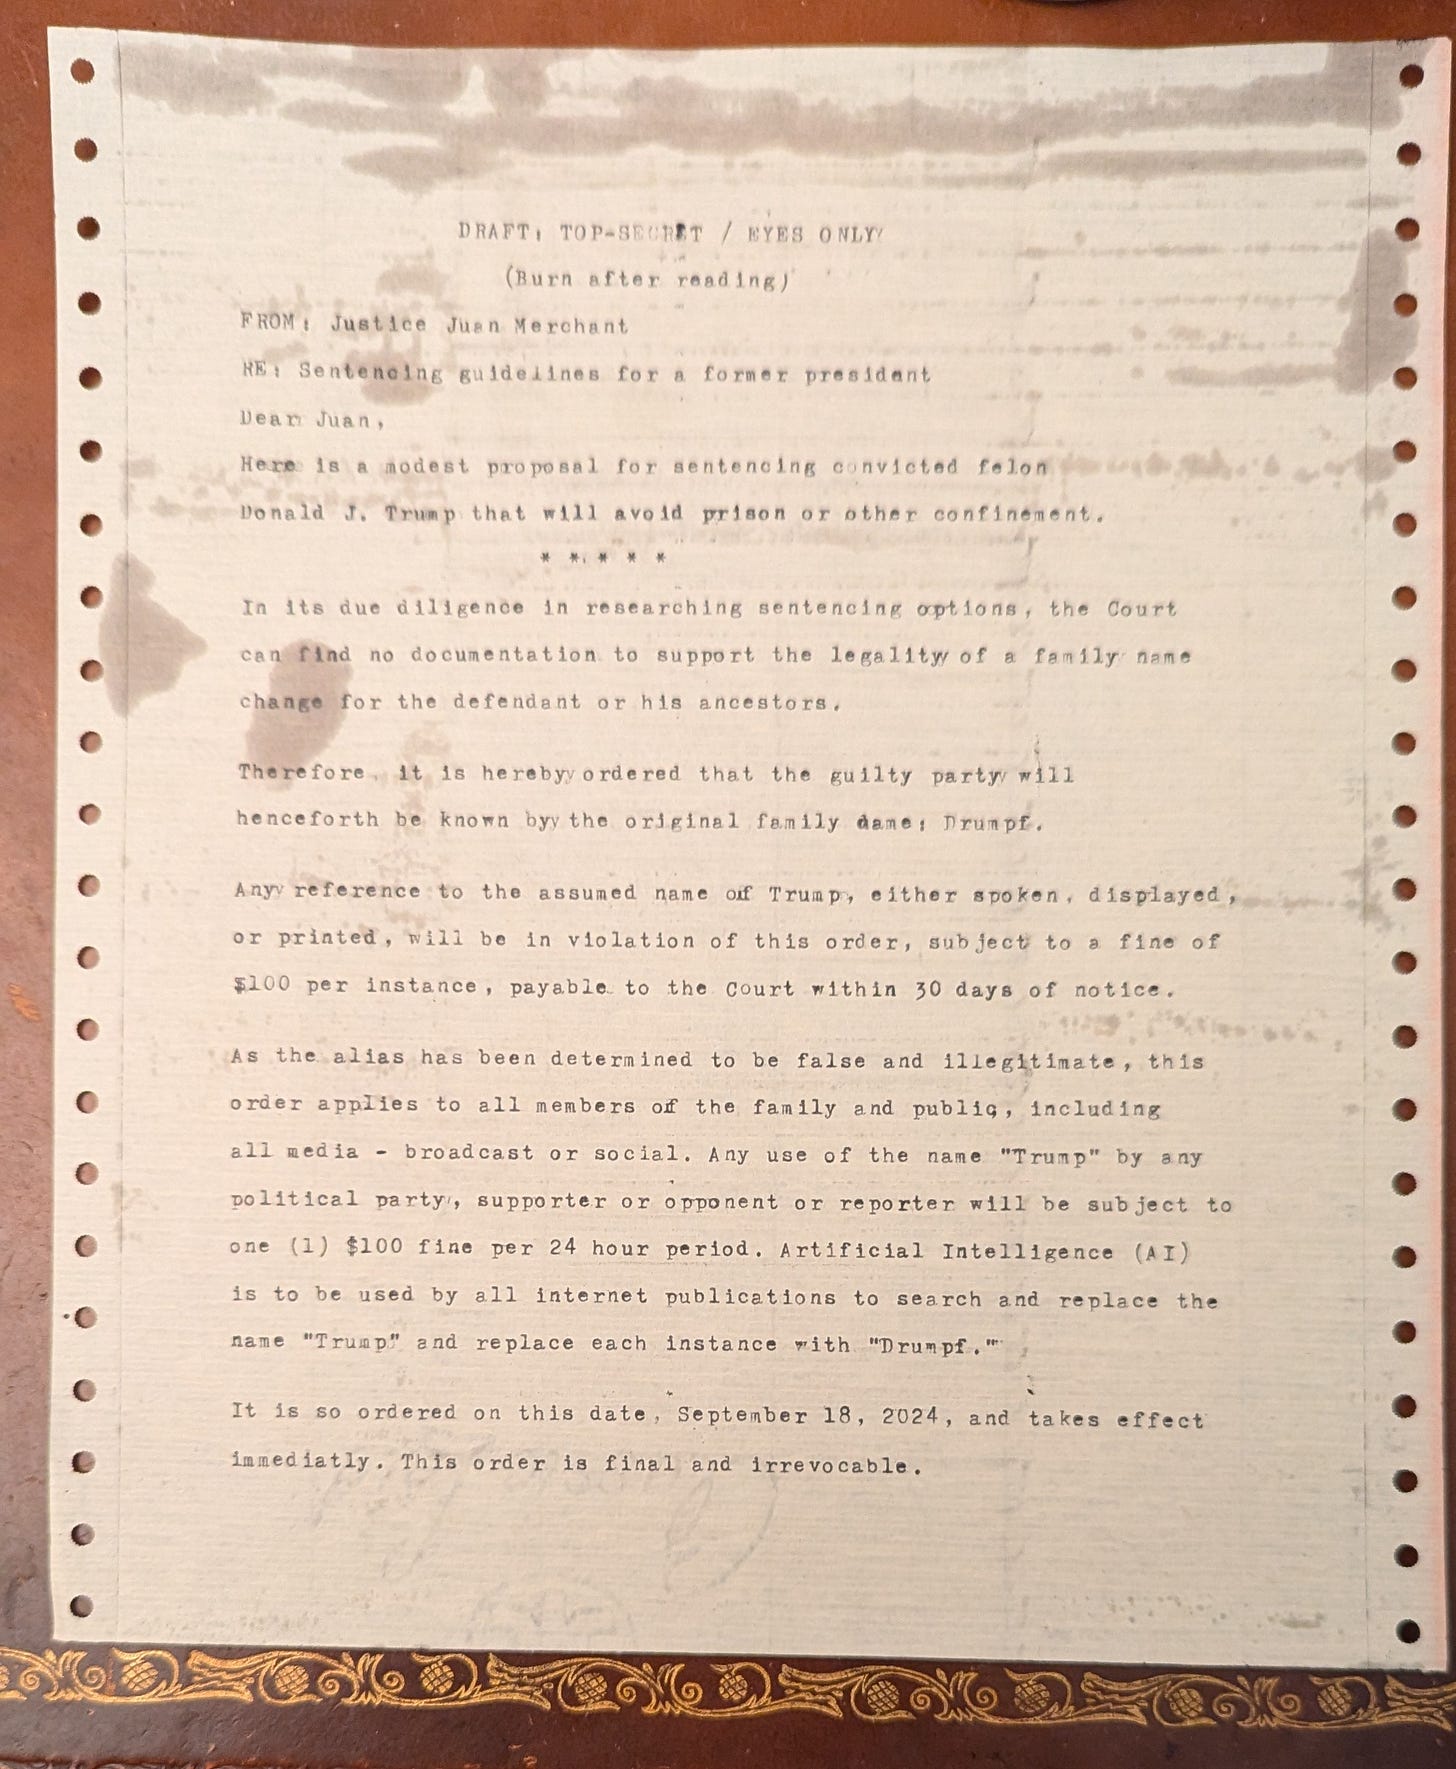 DRAFT: TOP-SECRET / EYES ONLY
(Burn after reading)
FROM: Justice Juan Merchant
RE: Sentencing guidelines for a former president
Dear Juan,
Here is a modest proposal for sentencing convicted felon
Donald J. Trump that will avoid prison or other confinement.
* * * * *
In its due diligence in researching sentencing options, the Court
can find no documentation to support the legality of a family name
change for the defendant or his ancestors.
Therefore, it is hereby ordered that the guilty party will
henceforth be known by the original family dame: Drumpf.
Any reference to the assumed name of Trump, either spoken, displayed,
or printed, will be in violation of this order, subject to a fine of
$100 per instance, payable to the Court within 30 days of notice.
As the alias has been determined to be false and illegitimate, this
order applies to all members of the family and public, including
all media - broadcast or social. Any use of the name "Trump" by any
political party, supporter or opponent or reporter will be subject to
one (1) $100 fine per 24 hour period. Artificial Intelligence (AI)
is to be used by all internet publications to search and replace the
name "Trump" and replace each instance with "Drumpf."
It is so ordered on this date, September 18, 2024, and takes effect
immediatly. This order is final and irrevocable.